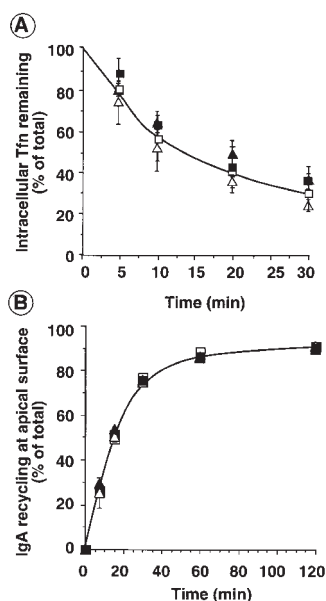 A
Intracellular Tfn remaining
(% of total)
100
80
60
40
20
0
0 5 10 15 20 25 30
Time (min)
B
IgA recycling at apical surface
(% of total)
100
80
60
40
20
0
0 20 40 60 80 100 120
Time (min)